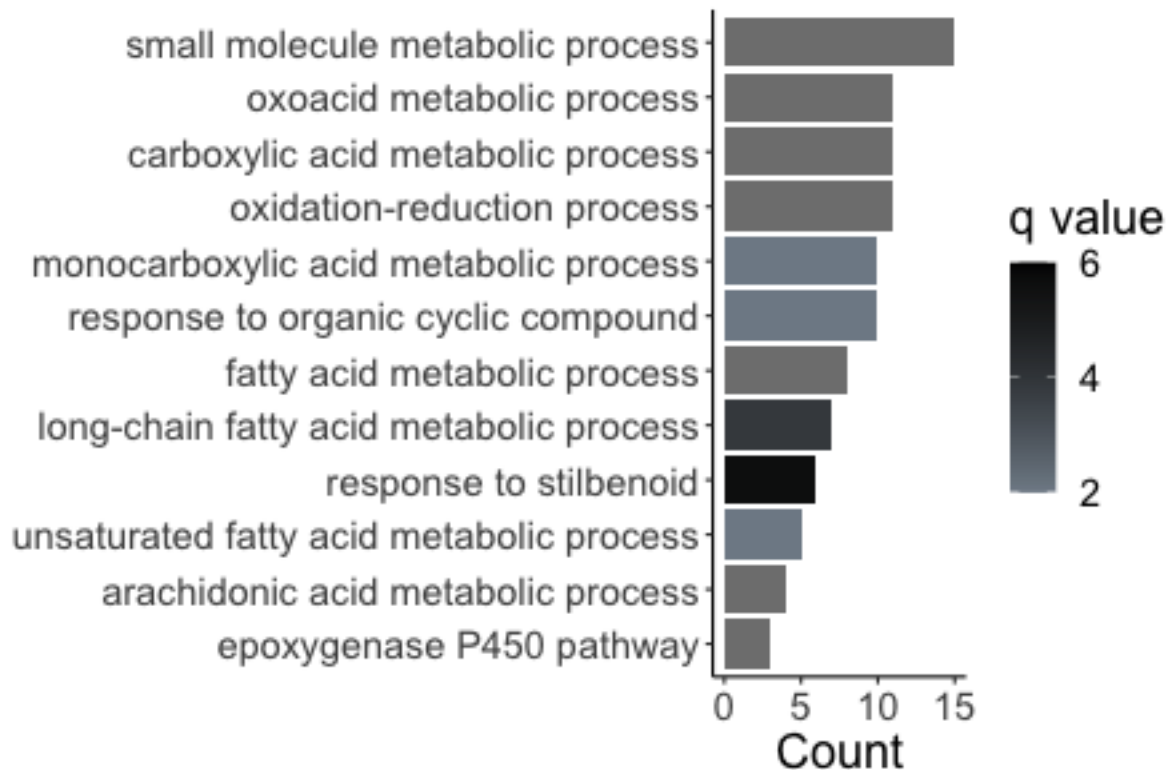 small molecule metabolic process
oxoacid metabolic process
carboxylic acid metabolic process
oxidation-reduction process
monocarboxylic acid metabolic process
response to organic cyclic compound
fatty acid metabolic process
long-chain fatty acid metabolic process
response to stilbenoid
unsaturated fatty acid metabolic process
arachidonic acid metabolic process
epoxygenase P450 pathway
0 5 10 15
Count
q value
6
4
2